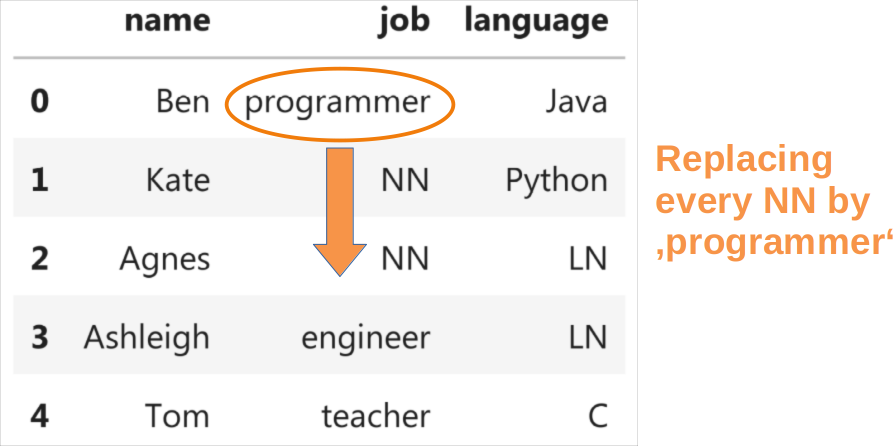 name job language
0 Ben programmer Java
1 Kate NN Python
2 Agnes NN LN
3 Ashleigh engineer LN
4 Tom teacher C
Replacing
every NN by
‚programmer‘